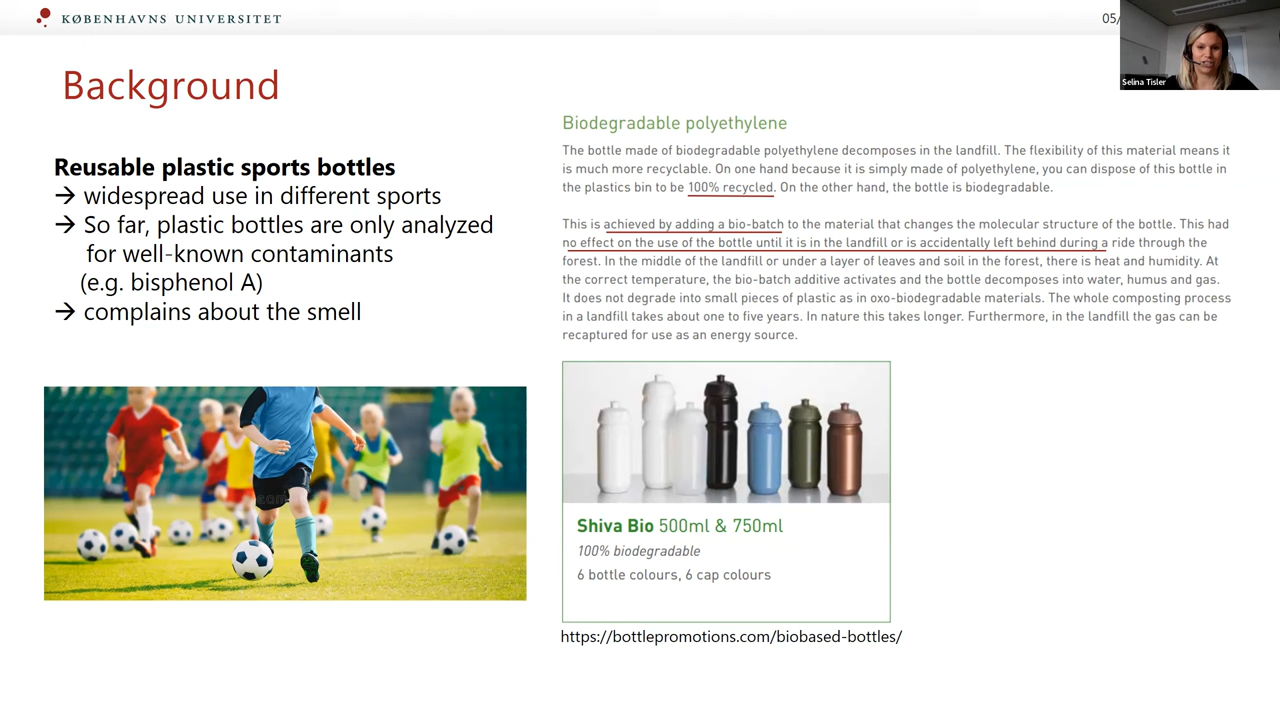 KØBENHAVNS UNIVERSITET
05/
Selina Tisler
Background
Reusable plastic sports bottles
→ widespread use in different sports
→ So far, plastic bottles are only analyzed
for well-known contaminants
(e.g. bisphenol A)
→ complains about the smell
Biodegradable polyethylene
The bottle made of biodegradable polyethylene decomposes in the landfill. The flexibility of this material means it
is much more recyclable. On one hand because it is simply made of polyethylene, you can dispose of this bottle in
the plastics bin to be 100% recycled. On the other hand, the bottle is biodegradable.
This is achieved by adding a bio-batch to the material that changes the molecular structure of the bottle. This had
no effect on the use of the bottle until it is in the landfill or is accidentally left behind during a ride through the
forest. In the middle of the landfill or under a layer of leaves and soil in the forest, there is heat and humidity. At
the correct temperature, the bio-batch additive activates and the bottle decomposes into water, humus and gas.
It does not degrade into small pieces of plastic as in oxo-biodegradable materials. The whole composting process
in a landfill takes about one to five years. In nature this takes longer. Furthermore, in the landfill the gas can be
recaptured for use as an energy source.
Shiva Bio 500ml & 750ml
100% biodegradable
6 bottle colours, 6 cap colours
https://bottlepromotions.com/biobased-bottles/